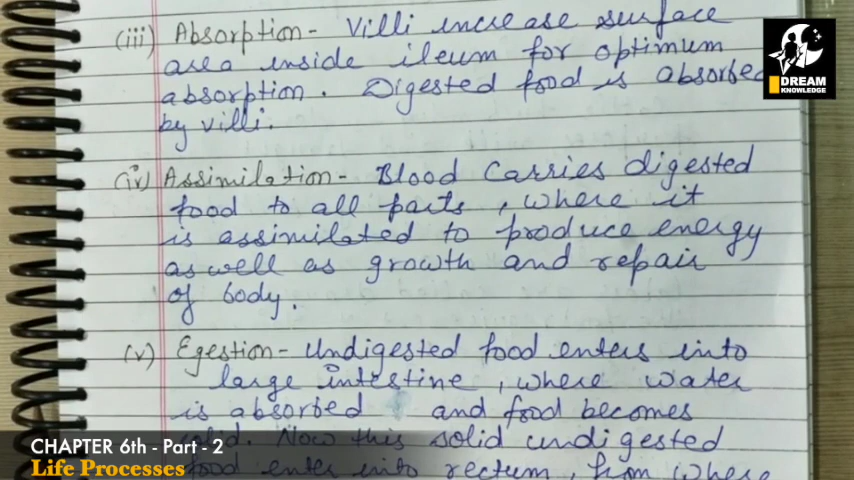 (iii) Absorption - Villi increase surface
area inside ileum for optimum
absorption. Digested food is absorbed
by villi.
(iv) Assimilation - Blood Carries digested
food to all parts, where it
is assimilated to produce energy
as well as growth and repair
of body.
(v) Egestion - Undigested food enters into
large intestine, where water
is absorbed and food becomes
solid. Now this solid undigested
food enter into rectum, from where
DREAM
KNOWLEDGE
CHAPTER 6th - Part - 2
Life Processes